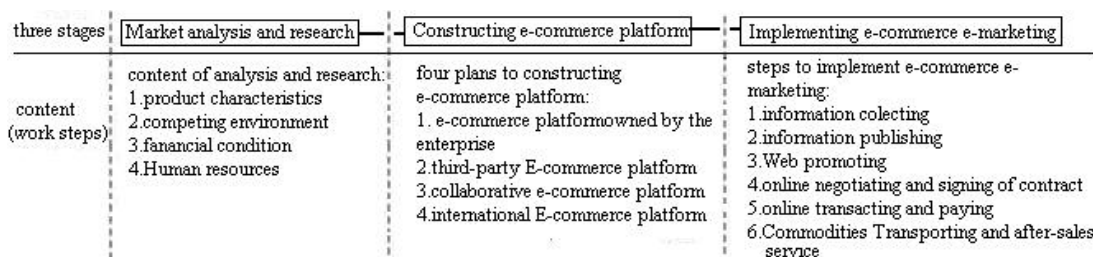 three stages
Market analysis and research
Constructing e-commerce platform
Implementing e-commerce e-marketing
content
(work steps)
content of analysis and research:
1.product characteristics
2.competing environment
3.fanancial condition
4.Human resources
four plans to constructing
e-commerce platform:
1. e-commerce platformowned by the
enterprise
2.third-party E-commerce platform
3.collaborative e-commerce platform
4.international E-commerce platform
steps to implement e-commerce e-
marketing:
1.information colecting
2.information publishing
3.Web promoting
4.online negotiating and signing of contract
5.online transacting and paying
6.Commodities Transporting and after-sales
service